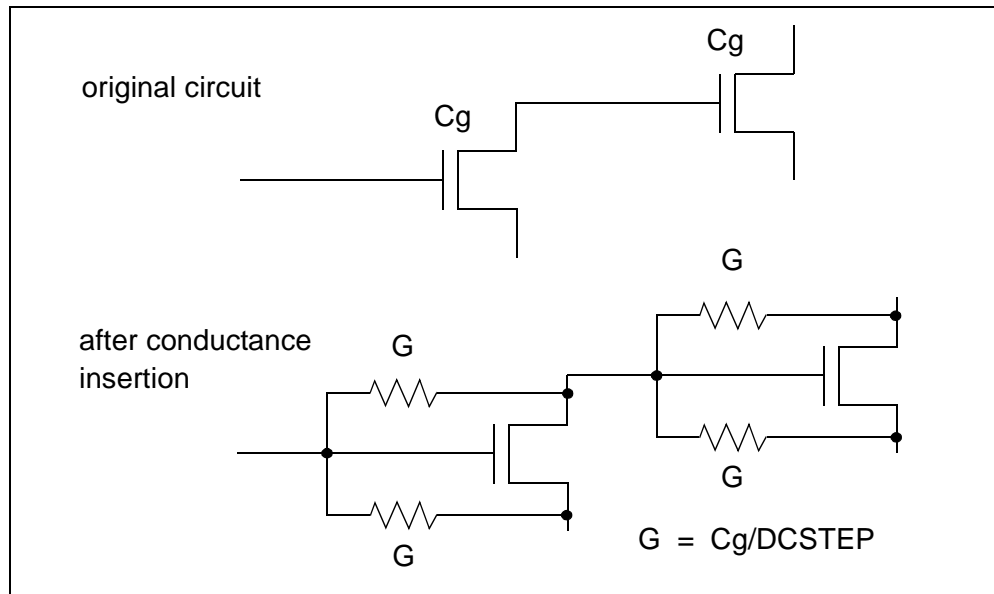 Cg
original circuit
Cg
G
after conductance
insertion
G
G
G
G = Cg/DCSTEP